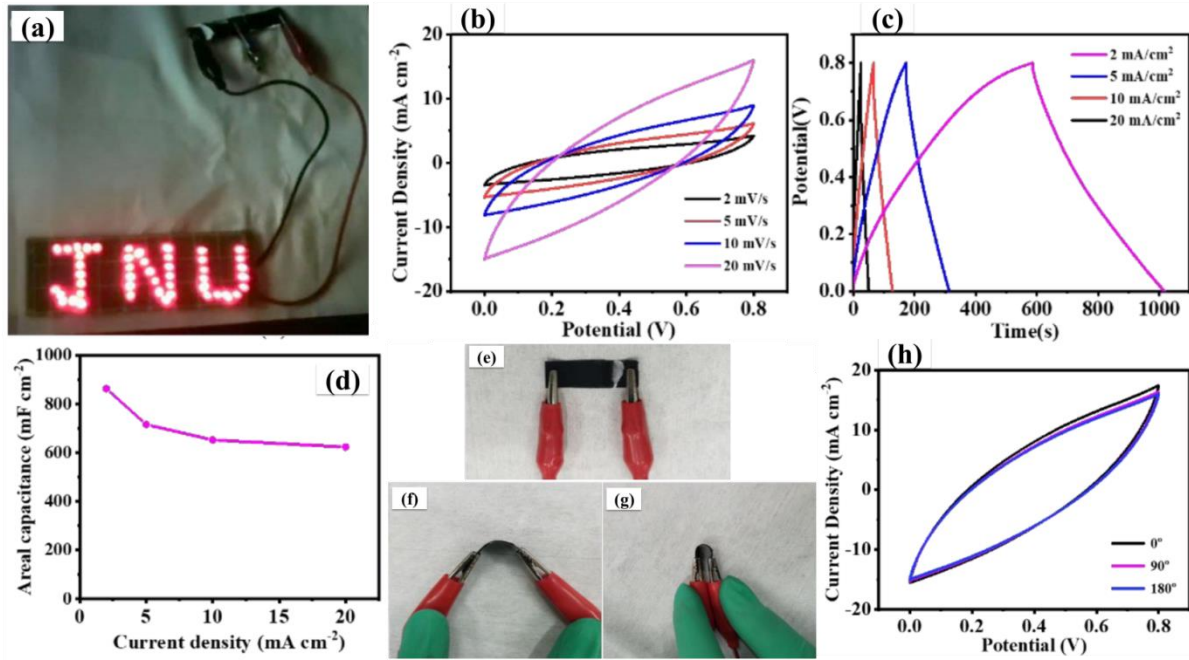 (a)
JNU
(b)
Current Density (mA cm⁻²)
20
10
0
-10
-20
0.0 0.2 0.4 0.6 0.8
Potential (V)
2 mV/s
5 mV/s
10 mV/s
20 mV/s
(c)
Potential(V)
0.8
0.6
0.4
0.2
0.0
0 200 400 600 800 1000
Time(s)
2 mA/cm²
5 mA/cm²
10 mA/cm²
20 mA/cm²
(d)
Areal capacitance (mF cm⁻²)
1000
800
600
400
200
0
0 5 10 15 20
Current density (mA cm⁻²)
(e)
(f)
(g)
(h)
Current Density (mA cm⁻²)
20
10
0
-10
-20
0.0 0.2 0.4 0.6 0.8
Potential (V)
0º
90º
180º